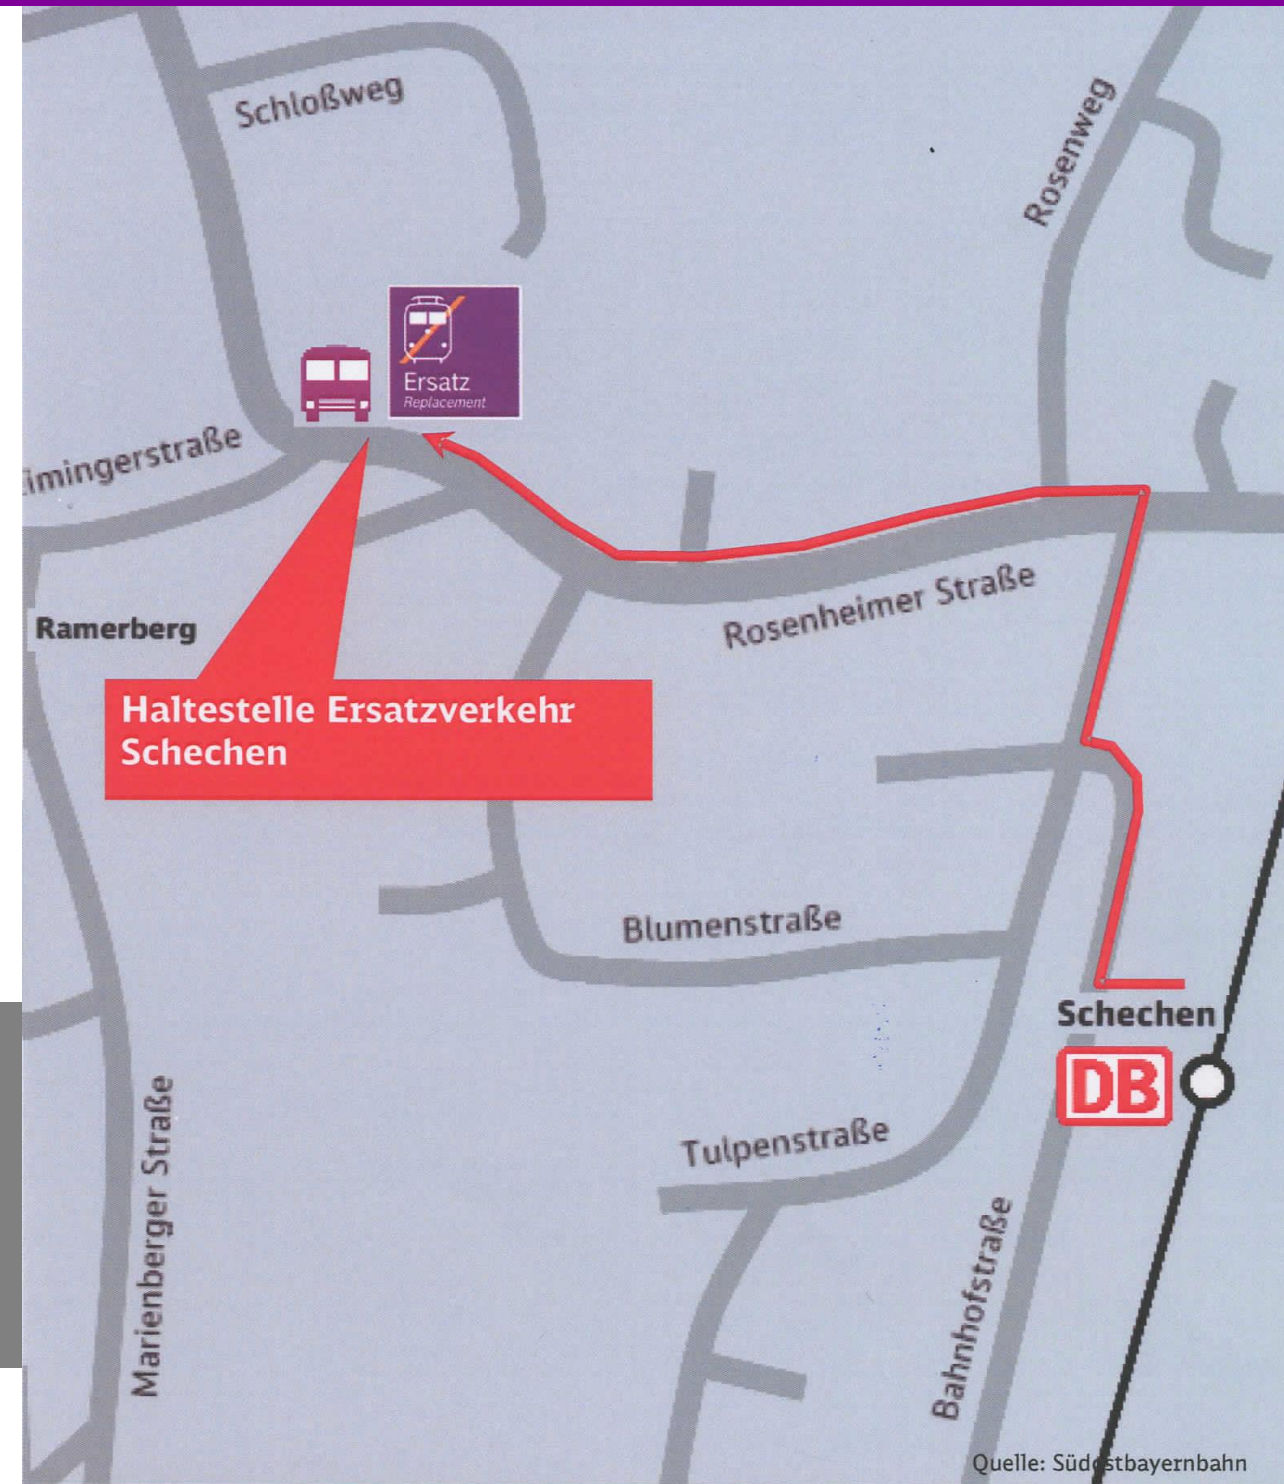 Schloßweg
Rosenweg
Ersatz
Replacement
imingerstraße
Ramerberg
Rosenheimer Straße
Haltestelle Ersatzverkehr
Schechen
Blumenstraße
Schechen
DB
Tulpenstraße
Marienberger Straße
Bahnhofstraße
Quelle: Südostbayernbahn